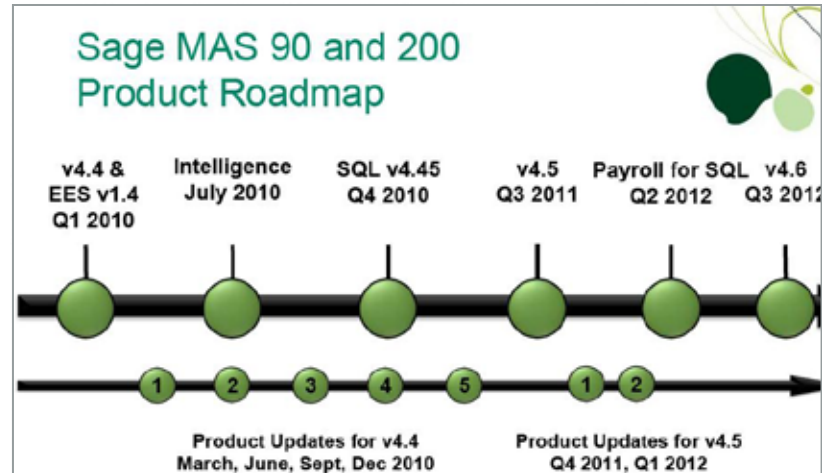 Sage MAS 90 and 200
Product Roadmap
v4.4 &
EES v1.4
Q1 2010
Intelligence
July 2010
SQL v4.45
Q4 2010
v4.5
Q3 2011
Payroll for SQL
Q2 2012
v4.6
Q3 2012
1 2 3 4 5 1 2
Product Updates for v4.4
March, June, Sept, Dec 2010
Product Updates for v4.5
Q4 2011, Q1 2012